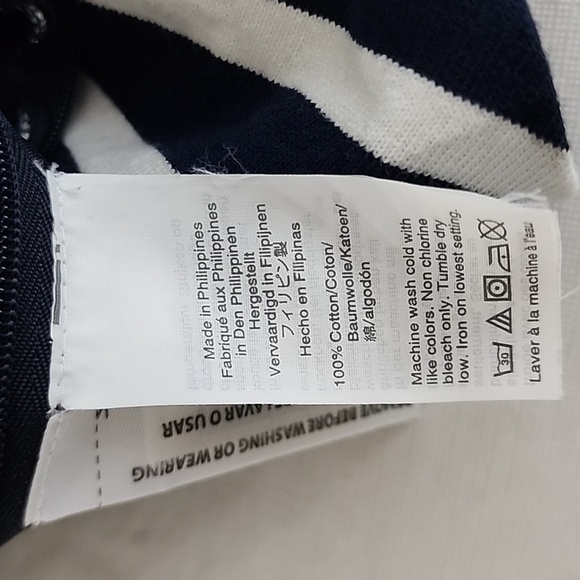 Made in Philippines
Fabriqué aux Philippines
in Den Philippinen
Hergestellt
Vervaardigd in Filipijnen
フィリピン製
Hecho en Filipinas
100% Cotton/Coton/
Baumwolle/Katoen/
綿/algodón
Machine wash cold with
like colors. Non chlorine
bleach only. Tumble dry
low. Iron on lowest setting.
30
Laver à la machine à l'eau
REMOVE BEFORE WASHING OR WEARING
LAVAR O USAR